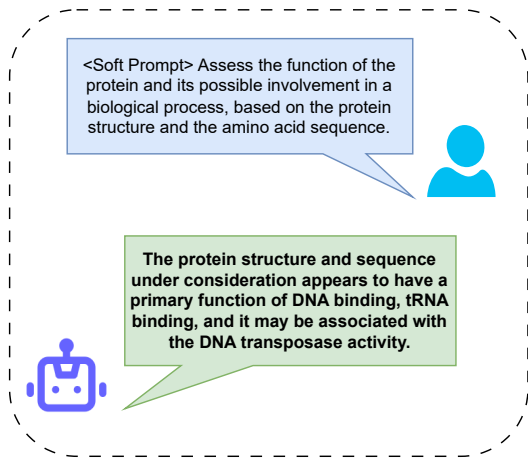 <Soft Prompt> Assess the function of the
protein and its possible involvement in a
biological process, based on the protein
structure and the amino acid sequence.
The protein structure and sequence
under consideration appears to have a
primary function of DNA binding, tRNA
binding, and it may be associated with
the DNA transposase activity.